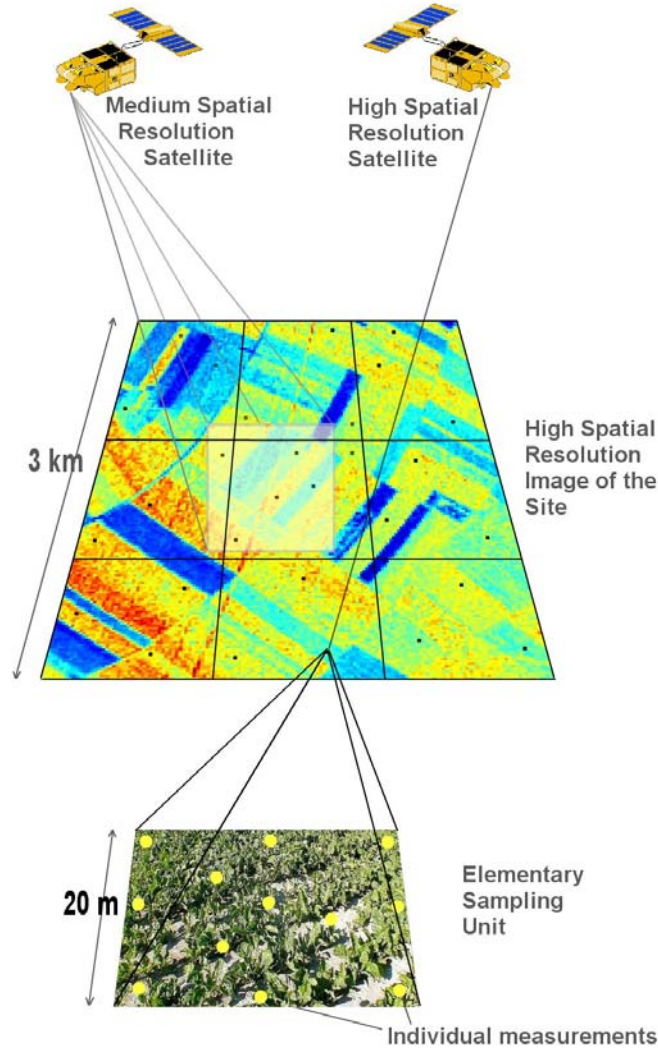 Medium Spatial
Resolution
Satellite
High Spatial
Resolution
Satellite
3 km
High Spatial
Resolution
Image of the
Site
20 m
Elementary
Sampling
Unit
Individual measurements